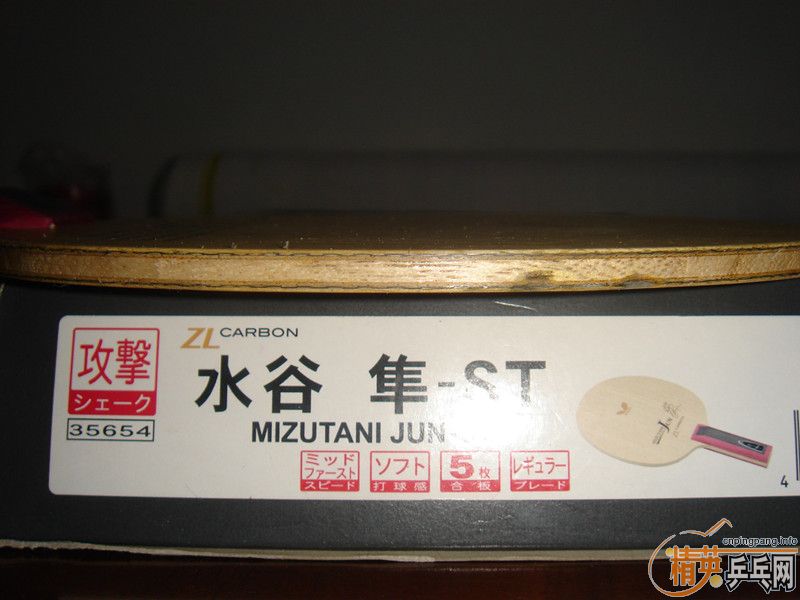 攻撃
シェーク
35654
ZL CARBON
水谷 隼-ST
MIZUTANI JUN
ミッド
ファースト
スピード
ソフト
打球感
5枚
合板
レギュラー
ブレード
4
cnpingpang.info
精英乒乓网